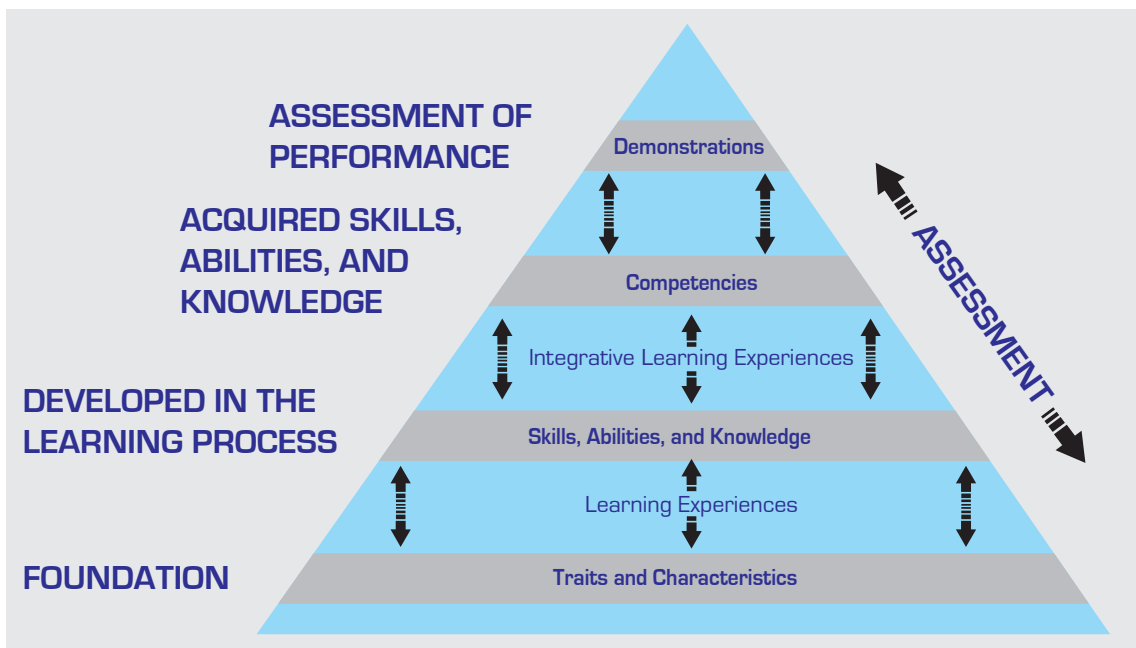 ASSESSMENT OF
PERFORMANCE
Demonstrations
ACQUIRED SKILLS,
ABILITIES, AND
KNOWLEDGE
Competencies
ASSESSMENT
Integrative Learning Experiences
DEVELOPED IN THE
LEARNING PROCESS
Skills, Abilities, and Knowledge
Learning Experiences
FOUNDATION
Traits and Characteristics